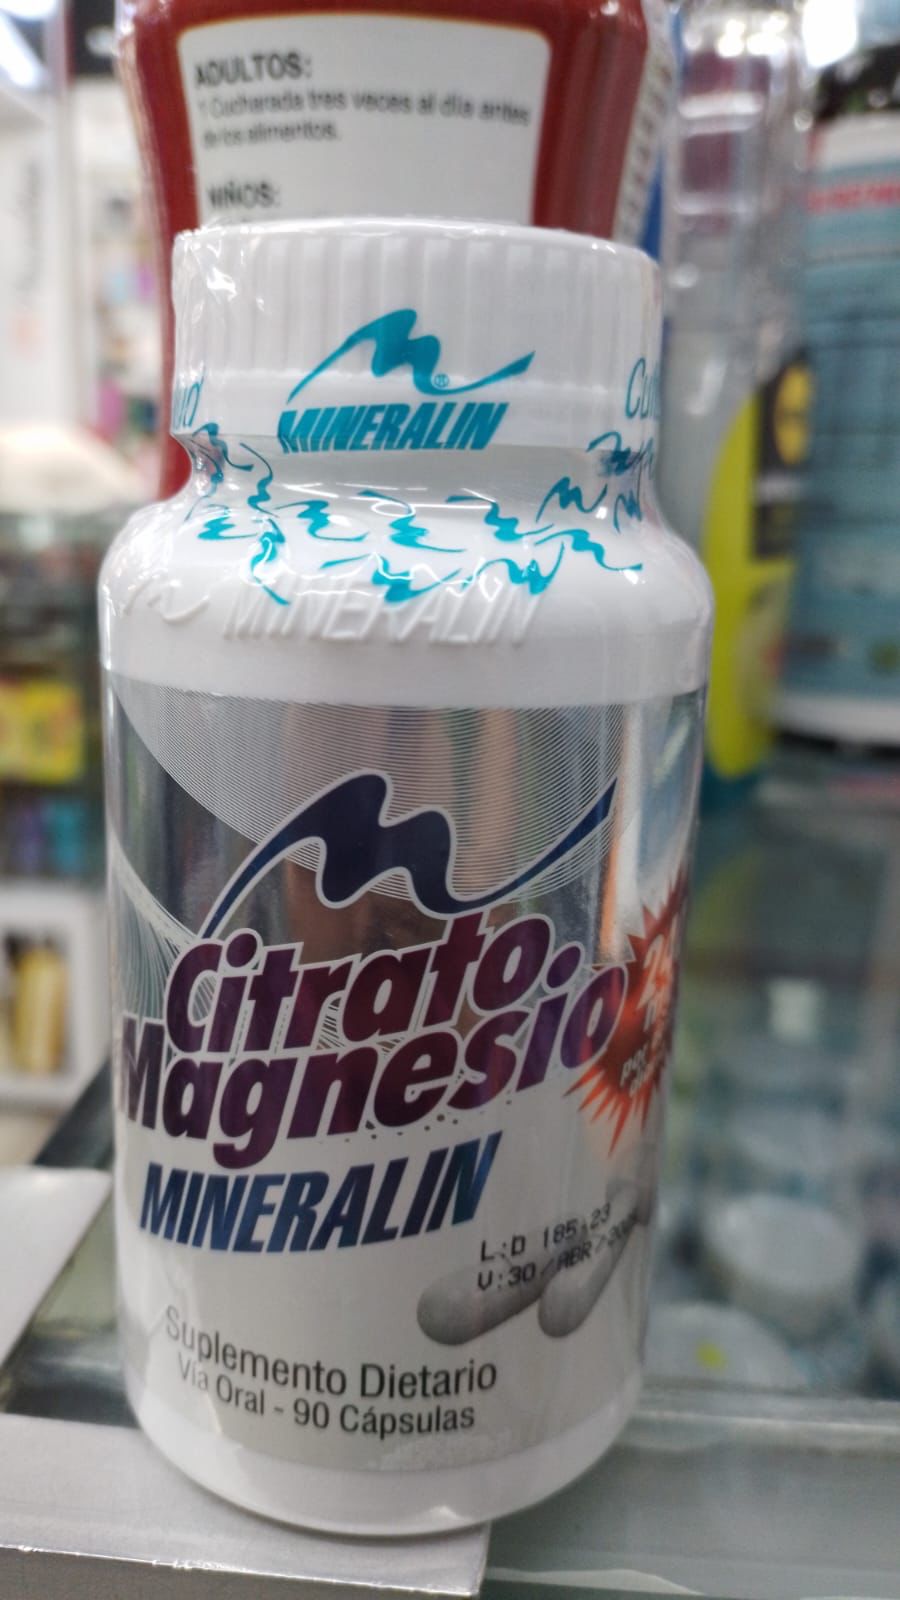 ADULTOS:
1 Cucharada tres veces al día antes
de los alimentos.
NIÑOS:
MINERALIN
MINERALIN
Citrato
Magnesio
MINERALIN
L:D 185-23
V:30/ABR/
Suplemento Dietario
Vía Oral - 90 Cápsulas